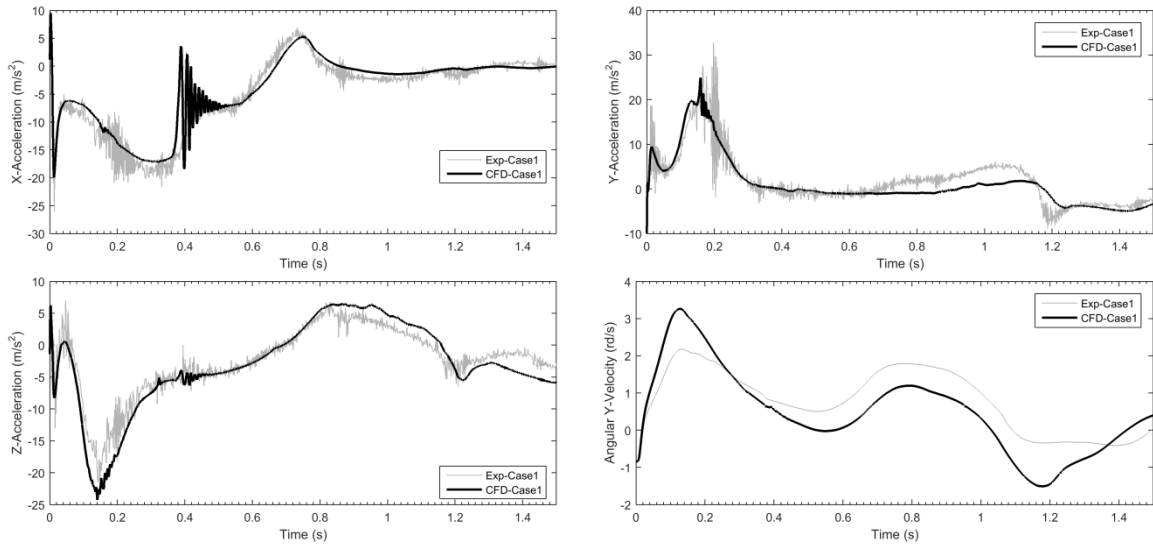 10
5
0
-5
-10
-15
-20
-25
-30
X-Acceleration (m/s2)
0 0.2 0.4 0.6 0.8 1 1.2 1.4
Time (s)
Exp-Case1
CFD-Case1
40
30
20
10
0
-10
Y-Acceleration (m/s2)
0 0.2 0.4 0.6 0.8 1 1.2 1.4
Time (s)
Exp-Case1
CFD-Case1
10
5
0
-5
-10
-15
-20
-25
Z-Acceleration (m/s2)
0 0.2 0.4 0.6 0.8 1 1.2 1.4
Time (s)
Exp-Case1
CFD-Case1
4
3
2
1
0
-1
-2
Angular Y-Velocity (rd/s)
0 0.2 0.4 0.6 0.8 1 1.2 1.4
Time (s)
Exp-Case1
CFD-Case1